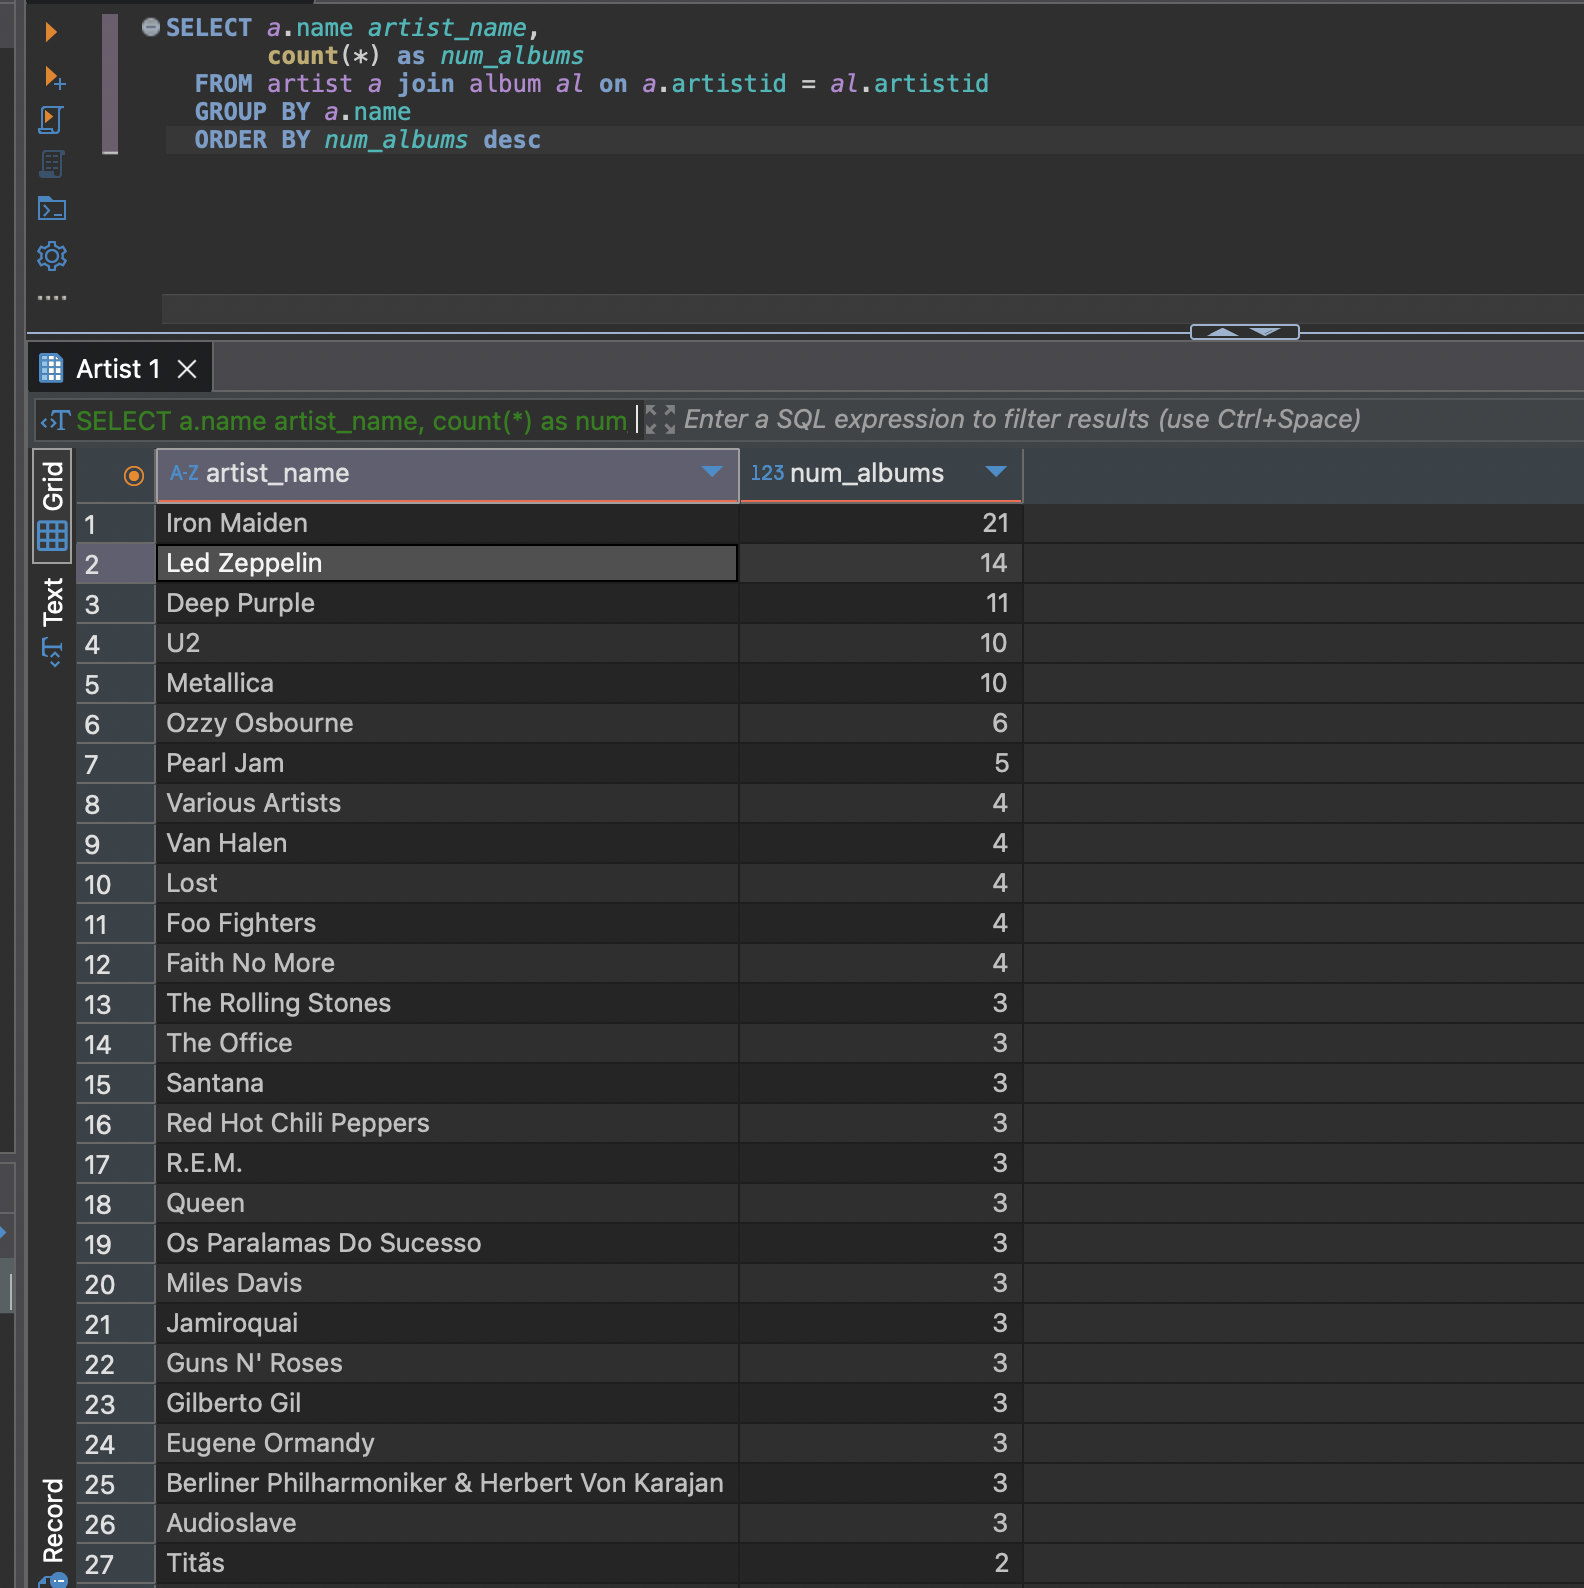 SELECT a.name artist_name,
count(*) as num_albums
FROM artist a join album al on a.artistid = al.artistid
GROUP BY a.name
ORDER BY num_albums desc
Artist 1
SELECT a.name artist_name, count(*) as num
Enter a SQL expression to filter results (use Ctrl+Space)
Grid
Text
Record
A-Z artist_name 123 num_albums
1 Iron Maiden 21
2 Led Zeppelin 14
3 Deep Purple 11
4 U2 10
5 Metallica 10
6 Ozzy Osbourne 6
7 Pearl Jam 5
8 Various Artists 4
9 Van Halen 4
10 Lost 4
11 Foo Fighters 4
12 Faith No More 4
13 The Rolling Stones 3
14 The Office 3
15 Santana 3
16 Red Hot Chili Peppers 3
17 R.E.M. 3
18 Queen 3
19 Os Paralamas Do Sucesso 3
20 Miles Davis 3
21 Jamiroquai 3
22 Guns N' Roses 3
23 Gilberto Gil 3
24 Eugene Ormandy 3
25 Berliner Philharmoniker & Herbert Von Karajan 3
26 Audioslave 3
27 Titãs 2